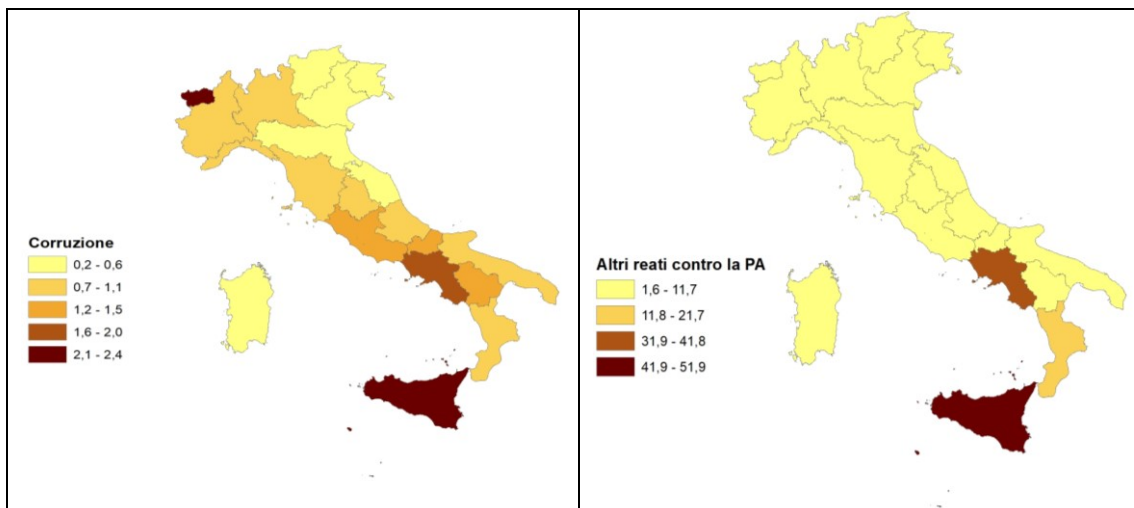 Corruzione
0,2 - 0,6
0,7 - 1,1
1,2 - 1,5
1,6 - 2,0
2,1 - 2,4
Altri reati contro la PA
1,6 - 11,7
11,8 - 21,7
31,9 - 41,8
41,9 - 51,9